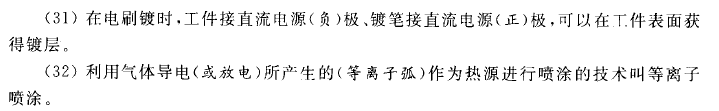 (31) 在电刷镀时,工件接直流电源(负)极、镀笔接直流电源(正)极,可以在工件表面获
得镀层。
(32) 利用气体导电(或放电)所产生的(等离子弧)作为热源进行喷涂的技术叫等离子
喷涂。